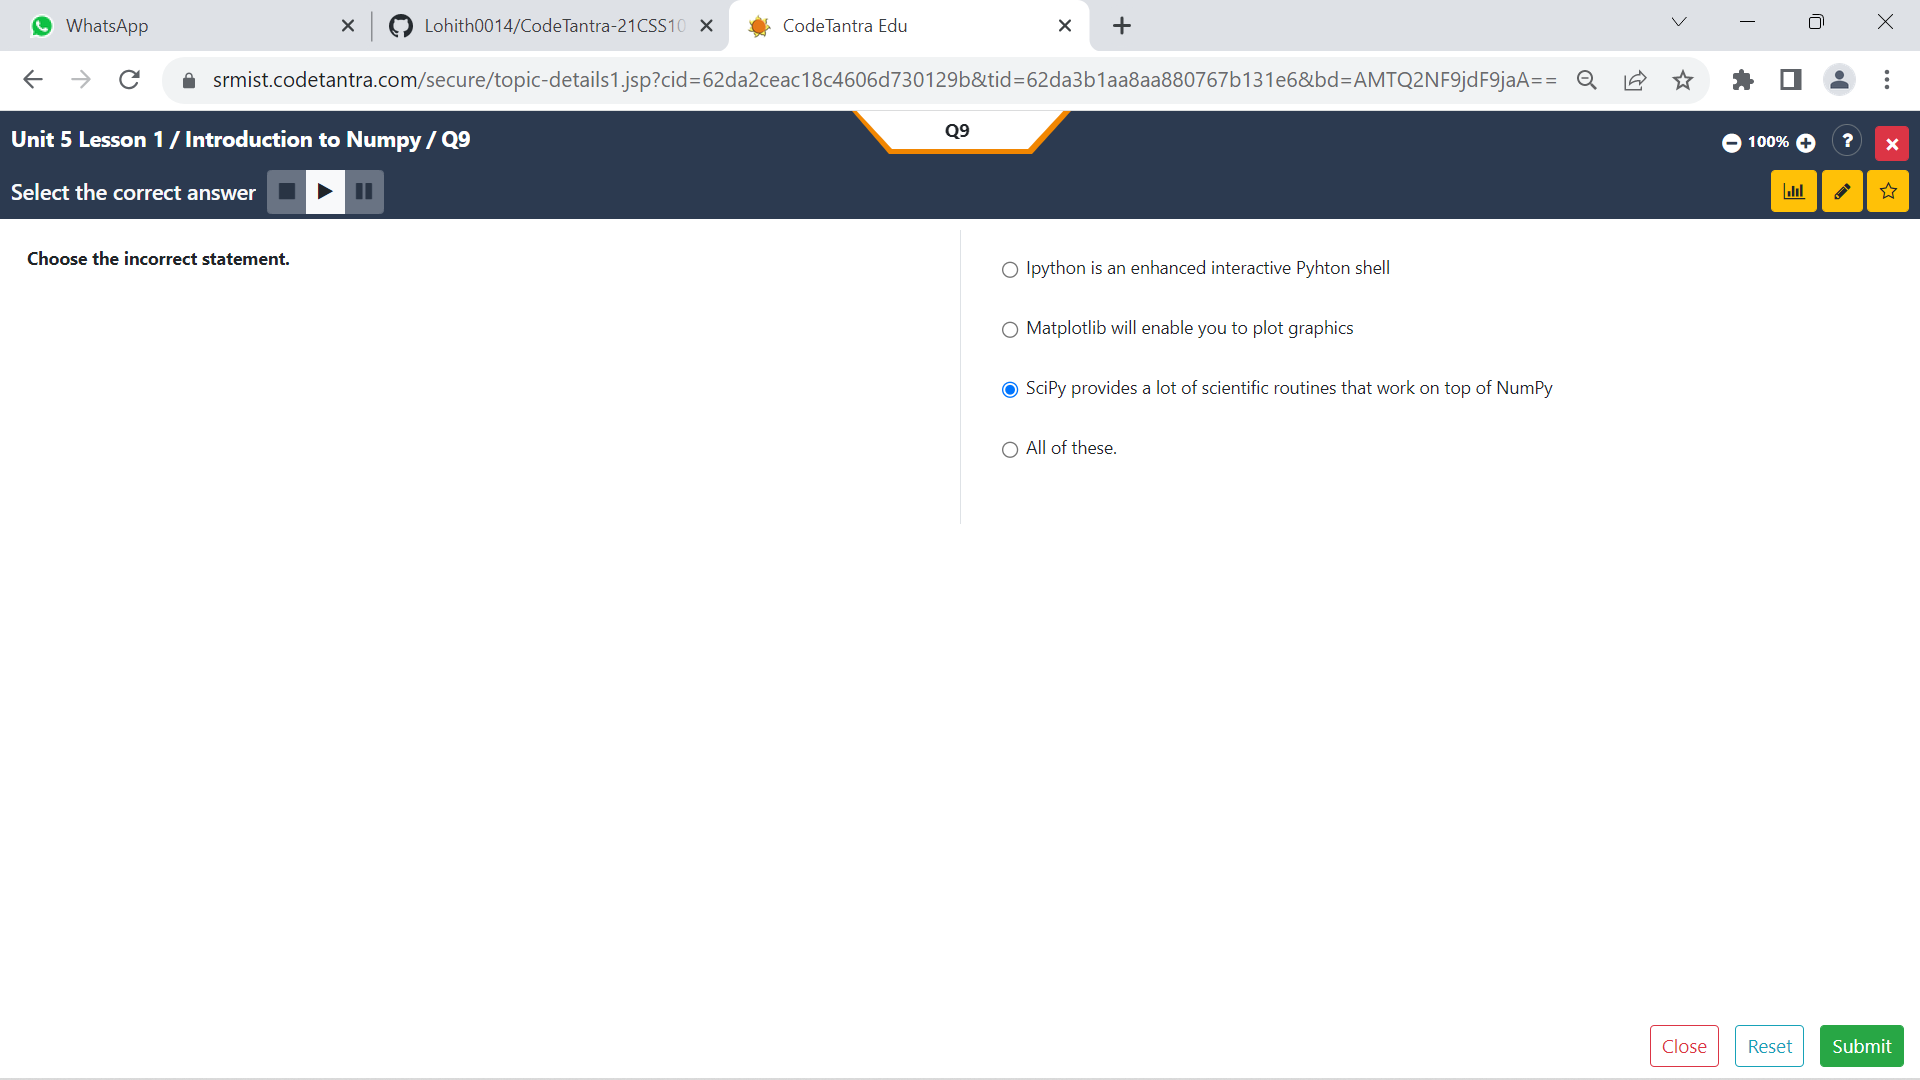 WhatsApp
Lohith0014/CodeTantra-21CSS10
CodeTantra Edu
srmist.codetantra.com/secure/topic-details1.jsp?cid=62da2ceac18c4606d730129b&tid=62da3b1aa8aa880767b131e6&bd=AMTQ2NF9jdF9jaA==
Unit 5 Lesson 1 / Introduction to Numpy / Q9
Q9
100%
?
Select the correct answer
Choose the incorrect statement.
Ipython is an enhanced interactive Pyhton shell
Matplotlib will enable you to plot graphics
SciPy provides a lot of scientific routines that work on top of NumPy
All of these.
Close
Reset
Submit